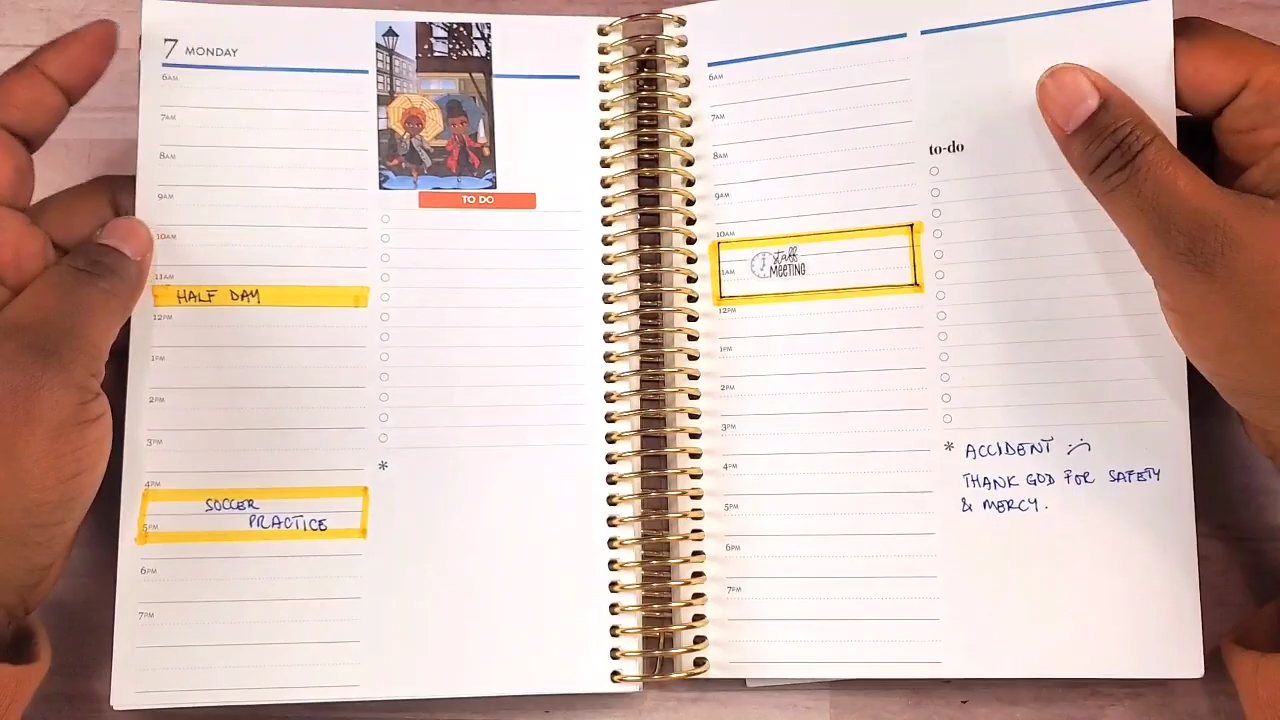 7 MONDAY
6AM
7AM
8AM
9AM
10AM
11AM
HALF DAY
12PM
1PM
2PM
3PM
4PM
SOCCER
5PM PRACTICE
6PM
7PM
TO DO
*
6AM
7AM
8AM
9AM
10AM
staff
1AM MEETING
12PM
1PM
2PM
3PM
4PM
5PM
6PM
7PM
to-do
* ACCIDENT :-(
THANK GOD FOR SAFETY
& MERCY.